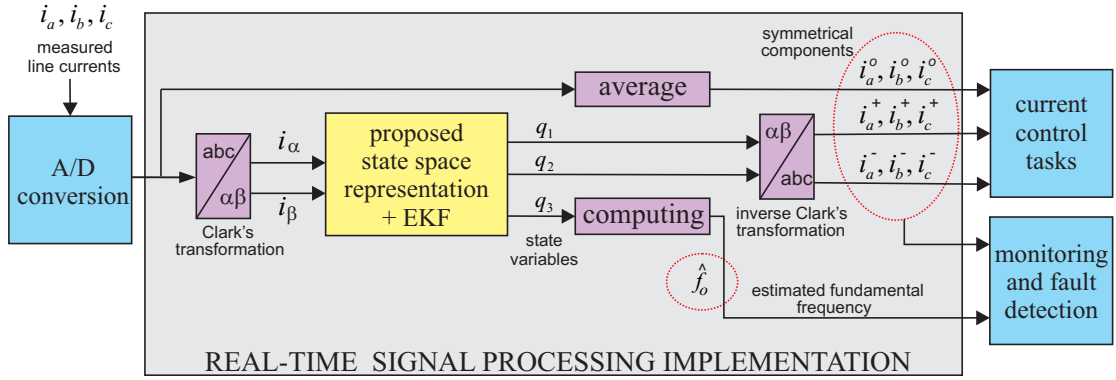 i_a, i_b, i_c
measured
line currents
A/D
conversion
abc
αβ
Clark's
transformation
i_α
i_β
proposed
state space
representation
+ EKF
q_1
q_2
q_3
state
variables
average
computing
f̂_o
αβ
abc
inverse Clark's
transformation
symmetrical
components
i_a^o, i_b^o, i_c^o
i_a^+, i_b^+, i_c^+
i_a^-, i_b^-, i_c^-
estimated fundamental
frequency
current
control
tasks
monitoring
and fault
detection
REAL-TIME SIGNAL PROCESSING IMPLEMENTATION